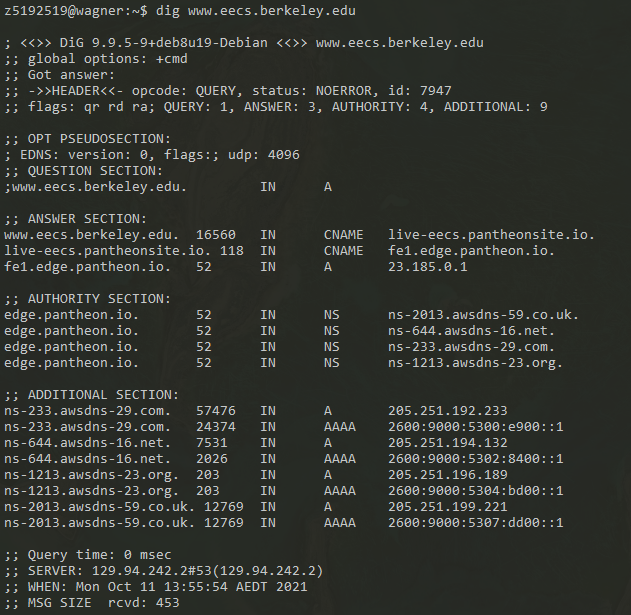 z5192519@wagner:~$ dig www.eecs.berkeley.edu

; <<>> DiG 9.9.5-9+deb8u19-Debian <<>> www.eecs.berkeley.edu
;; global options: +cmd
;; Got answer:
;; ->>HEADER<<- opcode: QUERY, status: NOERROR, id: 7947
;; flags: qr rd ra; QUERY: 1, ANSWER: 3, AUTHORITY: 4, ADDITIONAL: 9

;; OPT PSEUDOSECTION:
; EDNS: version: 0, flags:; udp: 4096
;; QUESTION SECTION:
;www.eecs.berkeley.edu.         IN      A

;; ANSWER SECTION:
www.eecs.berkeley.edu.  16560   IN      CNAME   live-eecs.pantheonsite.io.
live-eecs.pantheonsite.io. 118  IN      CNAME   fe1.edge.pantheon.io.
fe1.edge.pantheon.io.   52      IN      A       23.185.0.1

;; AUTHORITY SECTION:
edge.pantheon.io.       52      IN      NS      ns-2013.awsdns-59.co.uk.
edge.pantheon.io.       52      IN      NS      ns-644.awsdns-16.net.
edge.pantheon.io.       52      IN      NS      ns-233.awsdns-29.com.
edge.pantheon.io.       52      IN      NS      ns-1213.awsdns-23.org.

;; ADDITIONAL SECTION:
ns-233.awsdns-29.com.   57476   IN      A       205.251.192.233
ns-233.awsdns-29.com.   24374   IN      AAAA    2600:9000:5300:e900::1
ns-644.awsdns-16.net.   7531    IN      A       205.251.194.132
ns-644.awsdns-16.net.   2026    IN      AAAA    2600:9000:5302:8400::1
ns-1213.awsdns-23.org.  203     IN      A       205.251.196.189
ns-1213.awsdns-23.org.  203     IN      AAAA    2600:9000:5304:bd00::1
ns-2013.awsdns-59.co.uk. 12769  IN      A       205.251.199.221
ns-2013.awsdns-59.co.uk. 12769  IN      AAAA    2600:9000:5307:dd00::1

;; Query time: 0 msec
;; SERVER: 129.94.242.2#53(129.94.242.2)
;; WHEN: Mon Oct 11 13:55:54 AEDT 2021
;; MSG SIZE  rcvd: 453